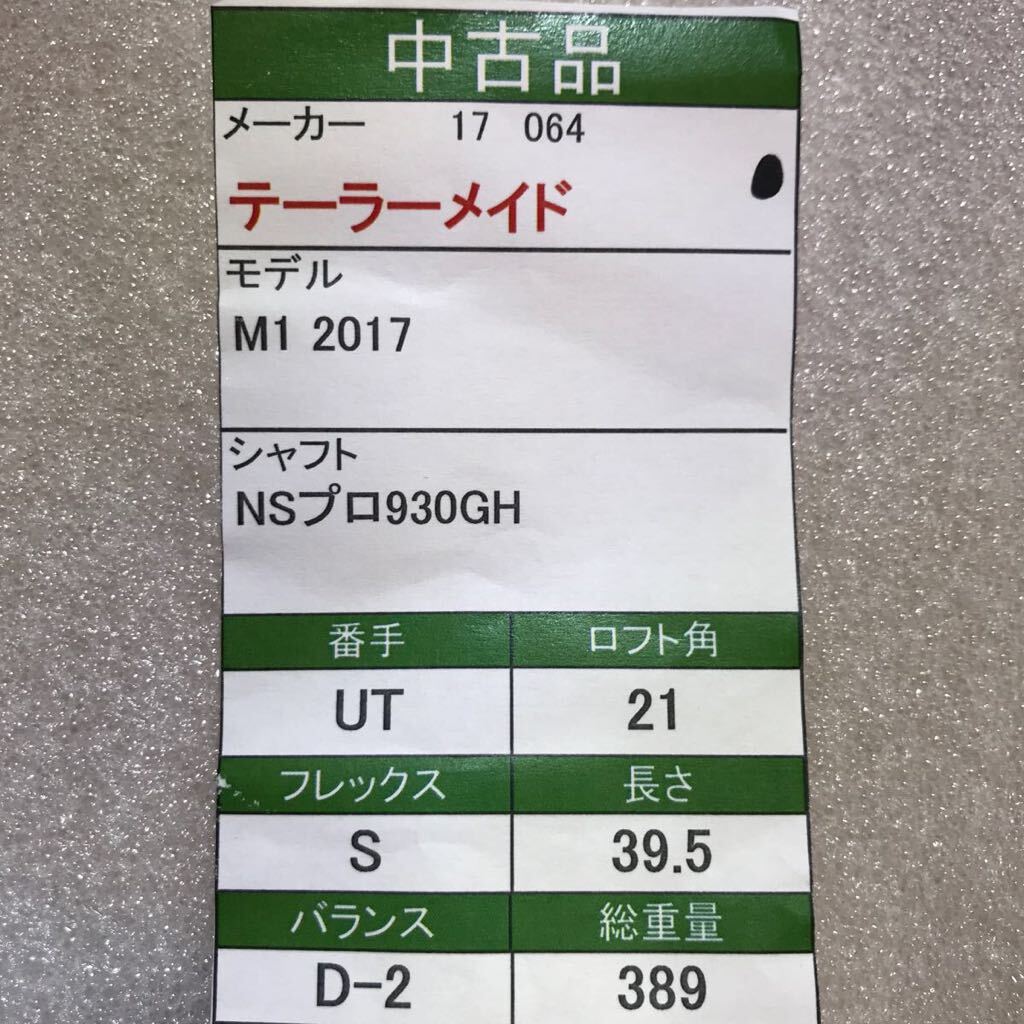 中古品
メーカー 17 064
テーラーメイド
モデル
M1 2017
シャフト
NSプロ930GH
番手 ロフト角
UT 21
フレックス 長さ
S 39.5
バランス 総重量
D-2 389